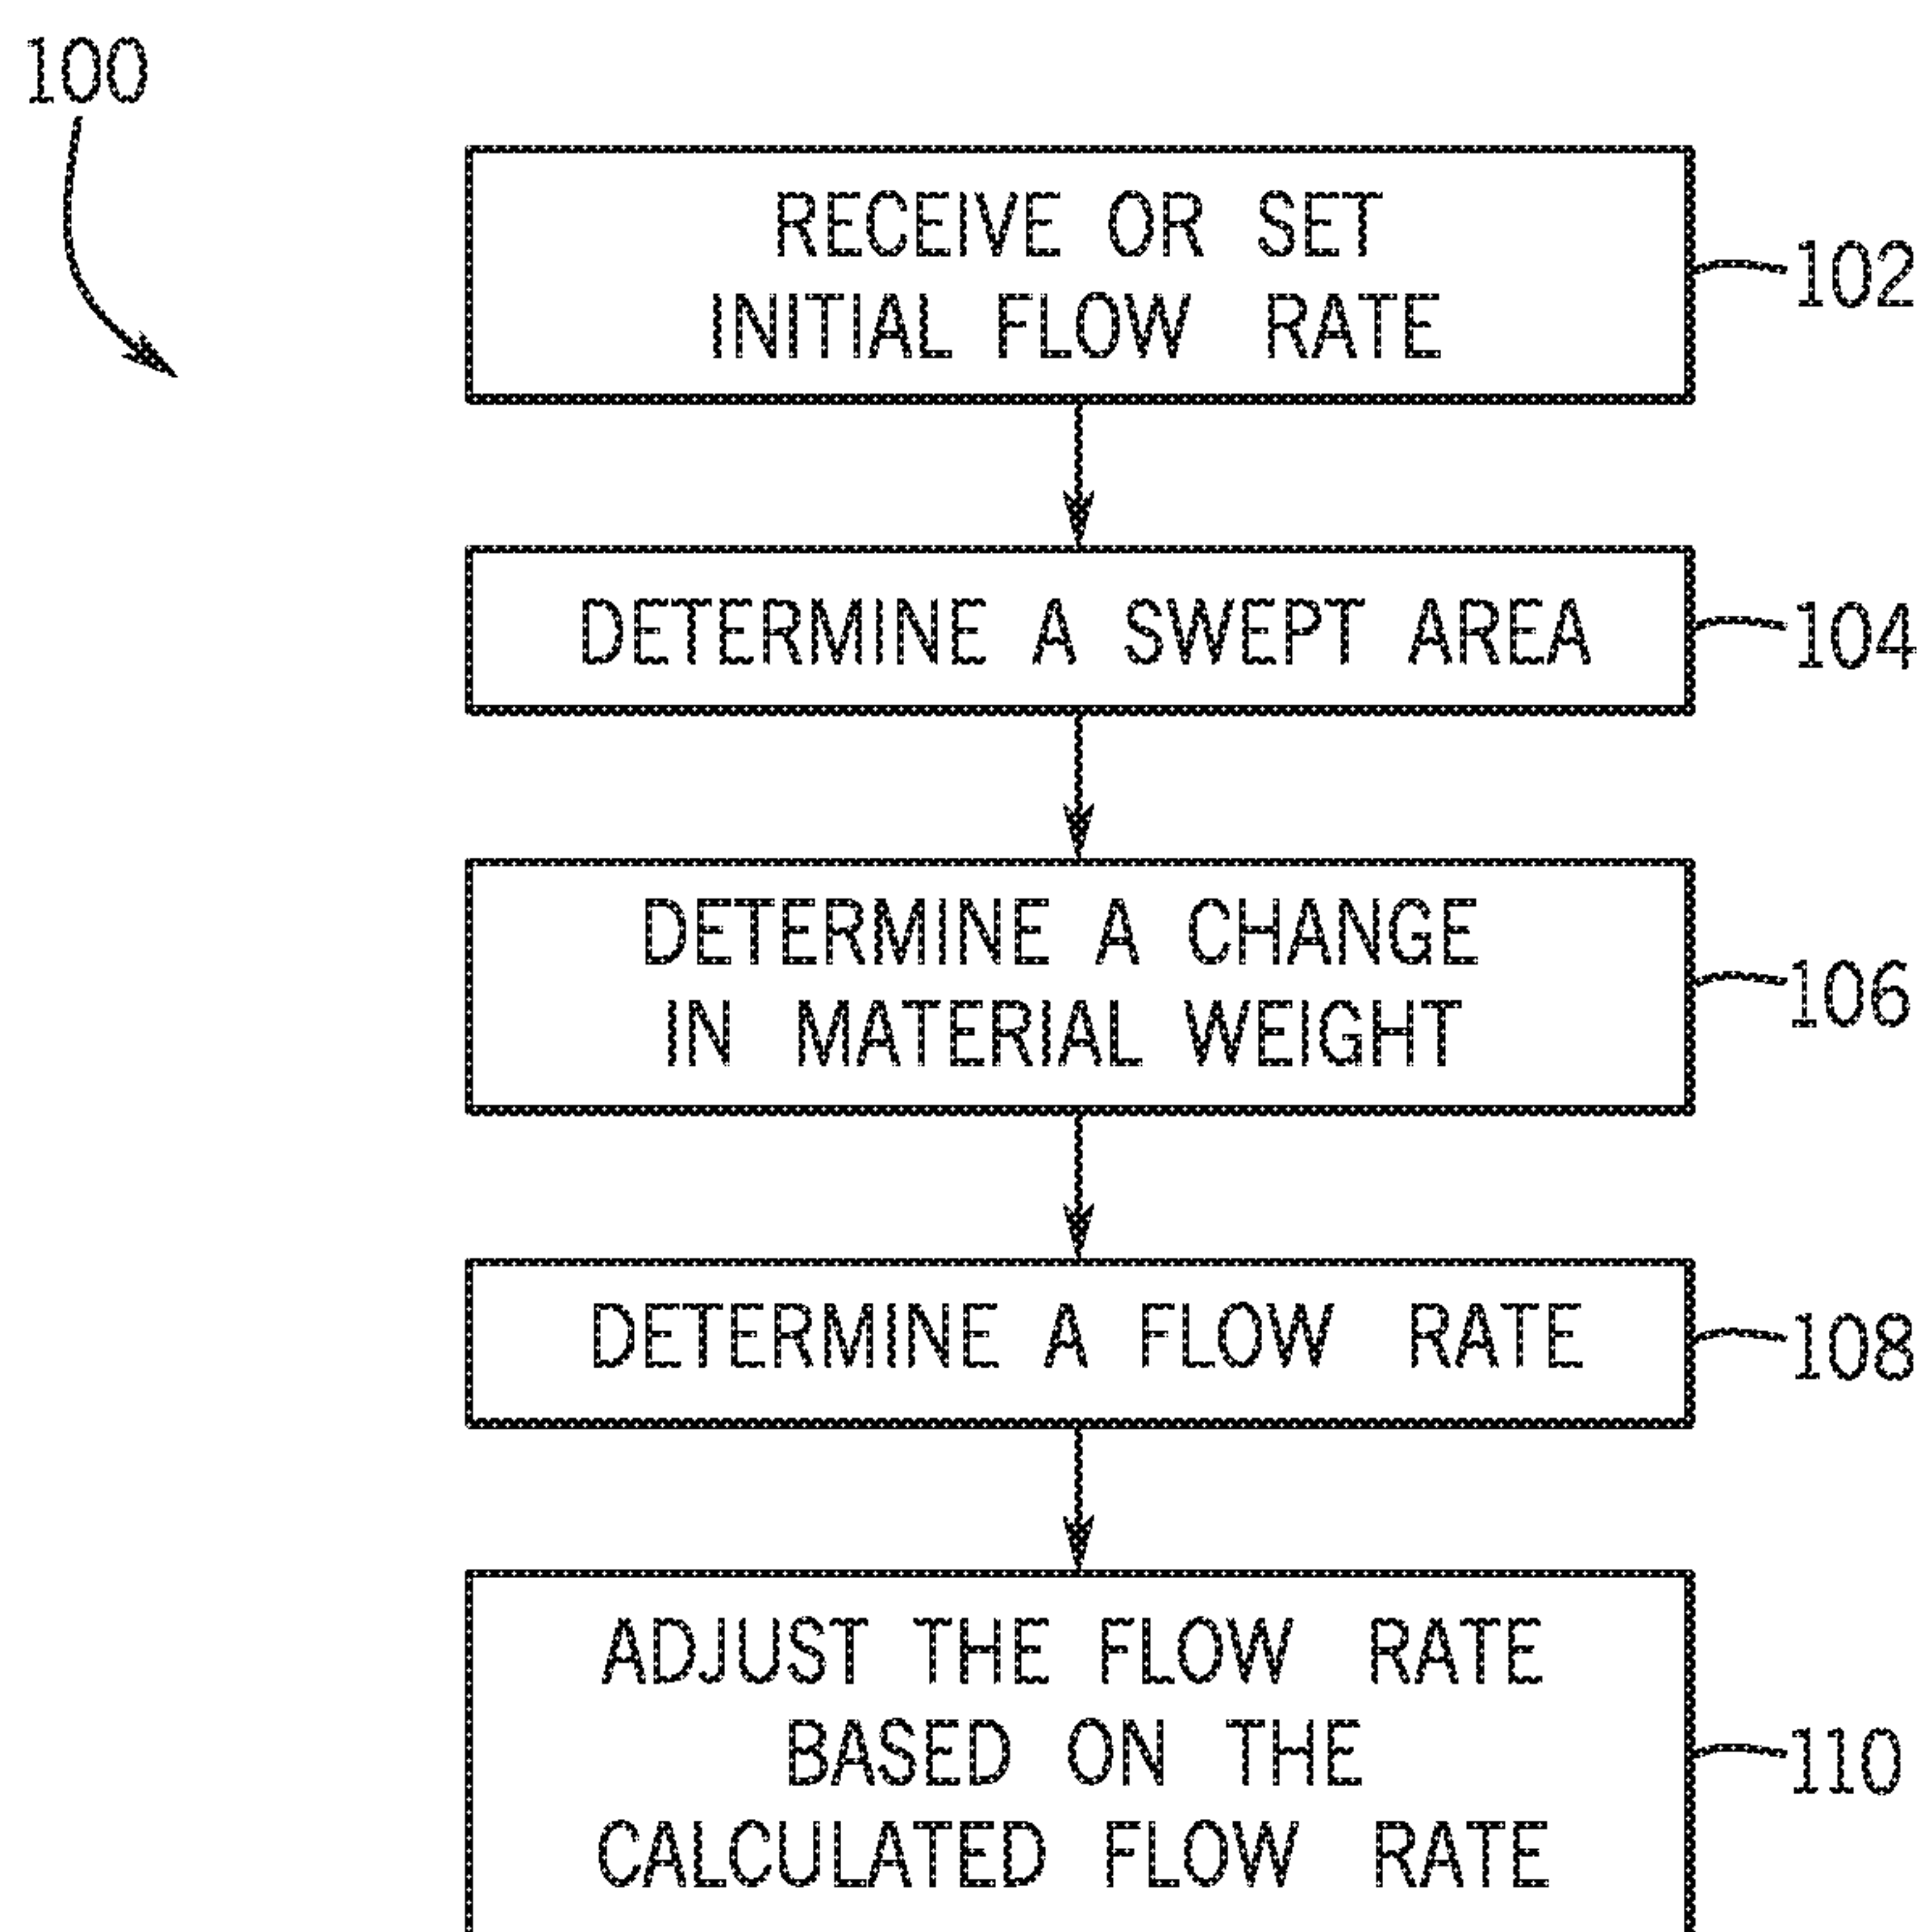 100
RECEIVE OR SET
INITIAL FLOW RATE
102
DETERMINE A SWEPT AREA
104
DETERMINE A CHANGE
IN MATERIAL WEIGHT
106
DETERMINE A FLOW RATE
108
ADJUST THE FLOW RATE
BASED ON THE
CALCULATED FLOW RATE
110